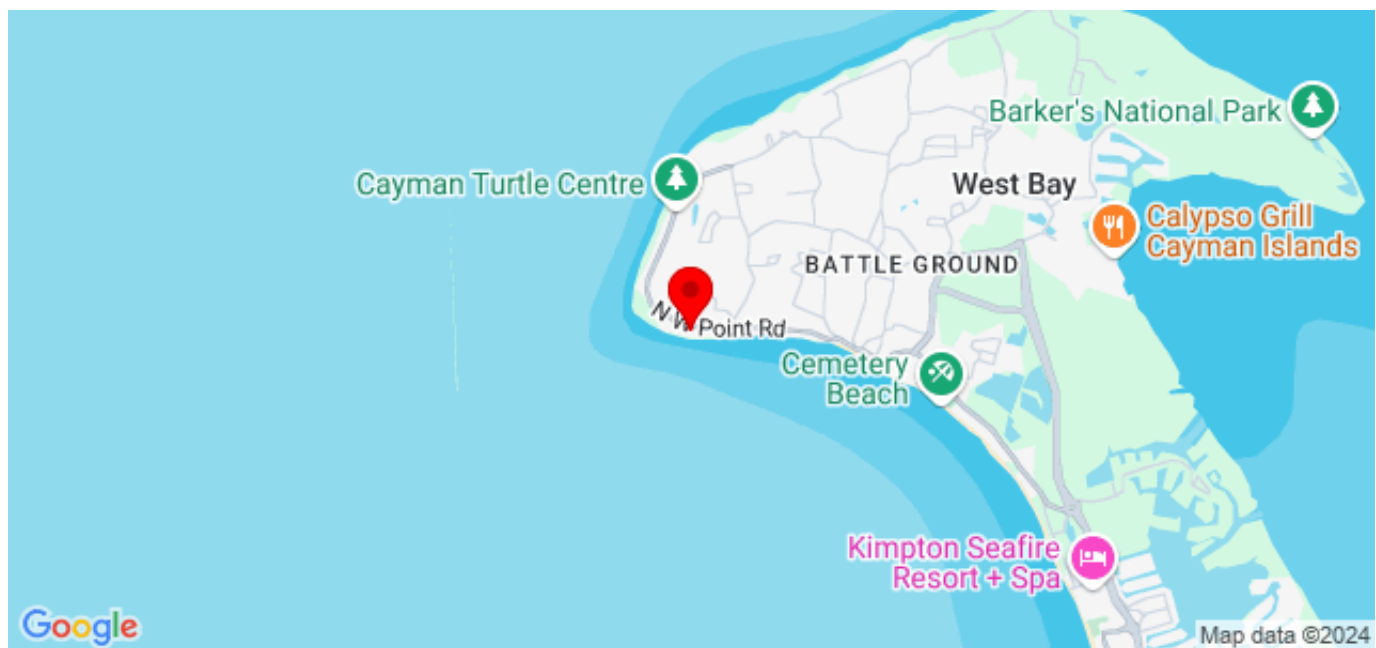 Barker's National Park
Cayman Turtle Centre
West Bay
Calypso Grill
Cayman Islands
BATTLE GROUND
N W Point Rd
Cemetery
Beach
Kimpton Seafire
Resort + Spa
Google
Map data ©2024